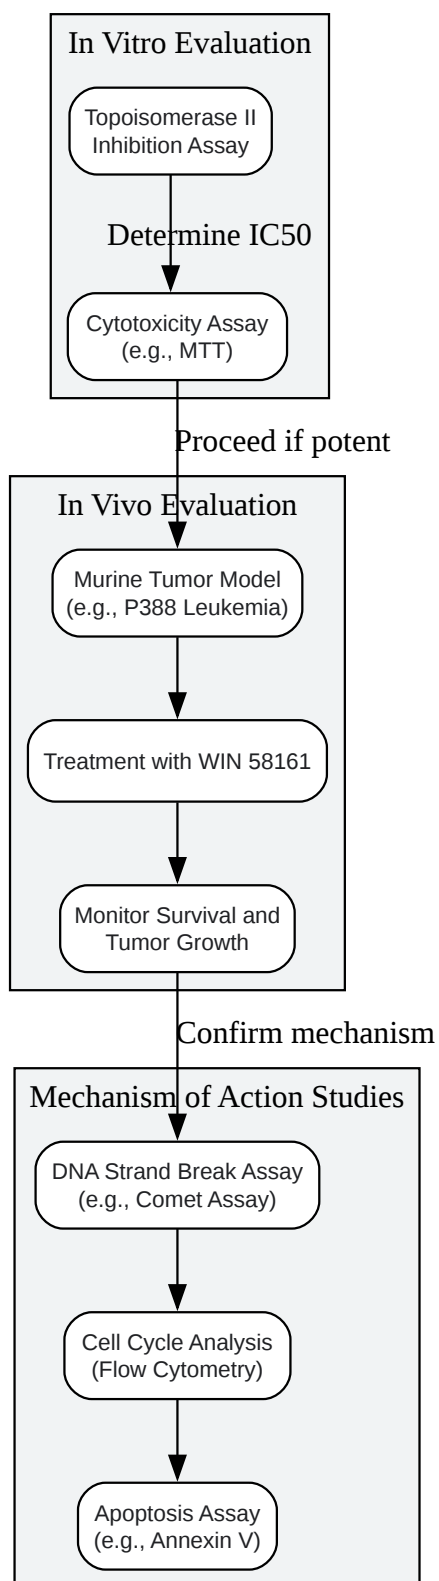 In Vitro Evaluation
Topoisomerase II
Inhibition Assay
Determine IC50
Cytotoxicity Assay
(e.g., MTT)
Proceed if potent
In Vivo Evaluation
Murine Tumor Model
(e.g., P388 Leukemia)
Treatment with WIN 58161
Monitor Survival and
Tumor Growth
Confirm mechanism
Mechanism of Action Studies
DNA Strand Break Assay
(e.g., Comet Assay)
Cell Cycle Analysis
(Flow Cytometry)
Apoptosis Assay
(e.g., Annexin V)